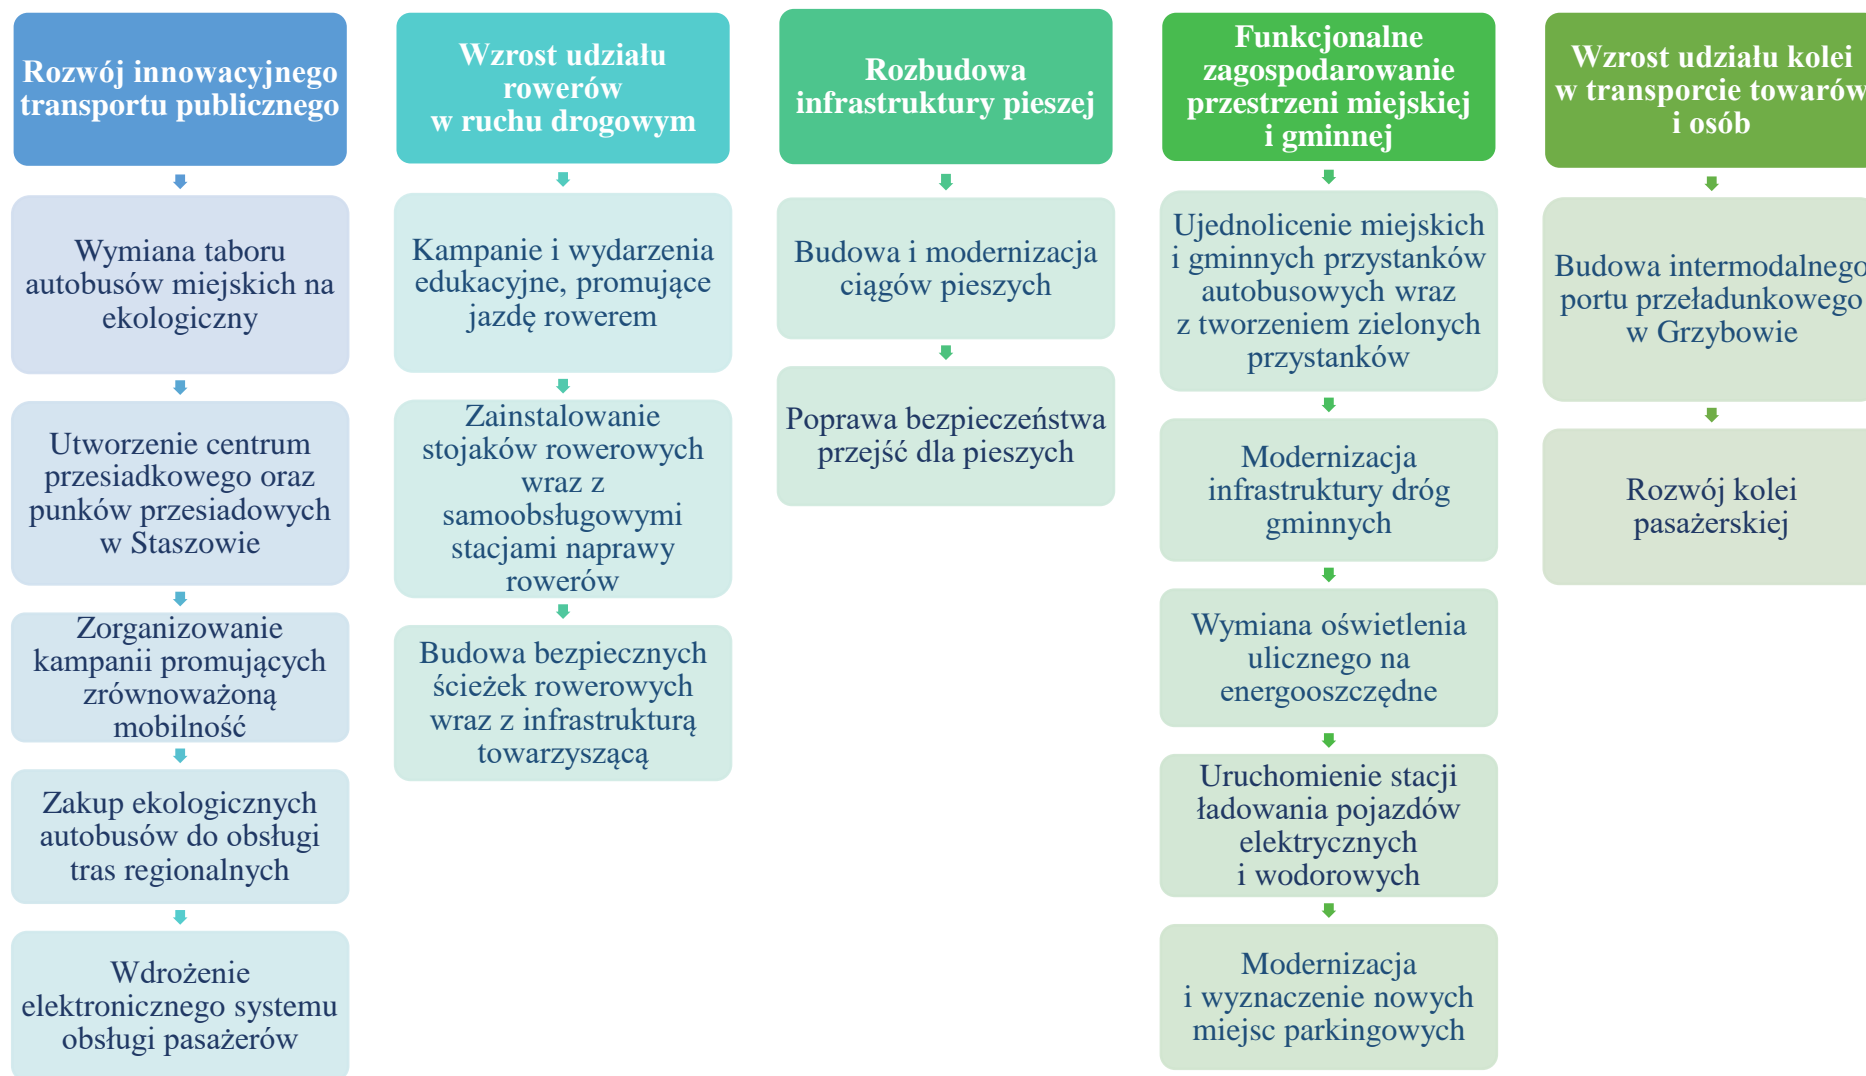 Rozwój innowacyjnego
transportu publicznego
Wymiana taboru
autobusów miejskich na
ekologiczny
Utworzenie centrum
przesiadkowego oraz
punków przesiadowych
w Staszowie
Zorganizowanie
kampanii promujących
zrównoważoną
mobilność
Zakup ekologicznych
autobusów do obsługi
tras regionalnych
Wdrożenie
elektronicznego systemu
obsługi pasażerów
Wzrost udziału
rowerów
w ruchu drogowym
Kampanie i wydarzenia
edukacyjne, promujące
jazdę rowerem
Zainstalowanie
stojaków rowerowych
wraz z
samoobsługowymi
stacjami naprawy
rowerów
Budowa bezpiecznych
ścieżek rowerowych
wraz z infrastrukturą
towarzyszącą
Rozbudowa
infrastruktury pieszej
Budowa i modernizacja
ciągów pieszych
Poprawa bezpieczeństwa
przejść dla pieszych
Funkcjonalne
zagospodarowanie
przestrzeni miejskiej
i gminnej
Ujednolicenie miejskich
i gminnych przystanków
autobusowych wraz
z tworzeniem zielonych
przystanków
Modernizacja
infrastruktury dróg
gminnych
Wymiana oświetlenia
ulicznego na
energooszczędne
Uruchomienie stacji
ładowania pojazdów
elektrycznych
i wodorowych
Modernizacja
i wyznaczenie nowych
miejsc parkingowych
Wzrost udziału kolei
w transporcie towarów
i osób
Budowa intermodalnego
portu przeładunkowego
w Grzybowie
Rozwój kolei
pasażerskiej